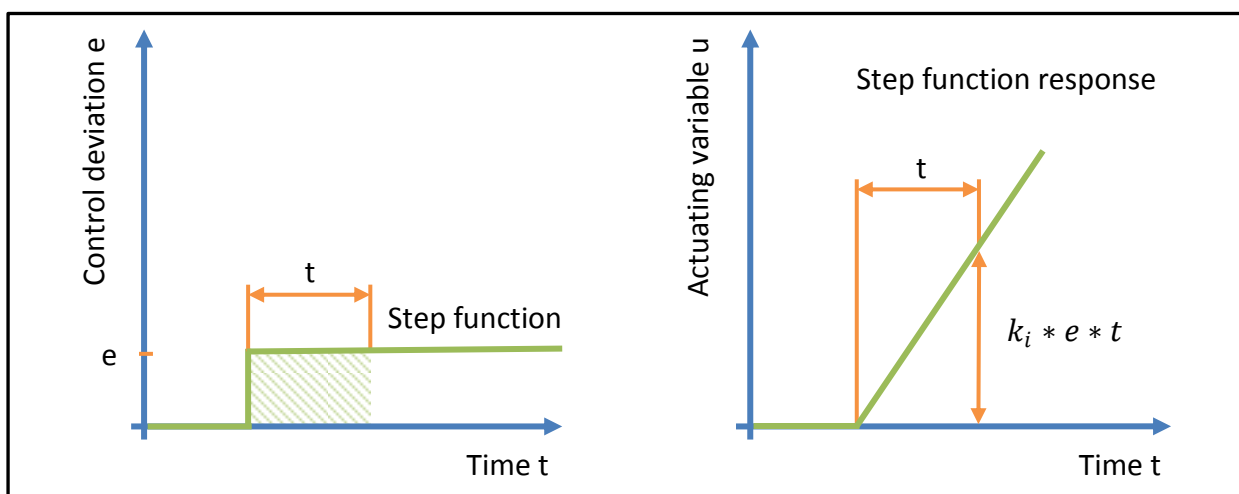 Control deviation e
t
Step function
e
Time t
Actuating variable u
Step function response
t
k_i * e * t
Time t